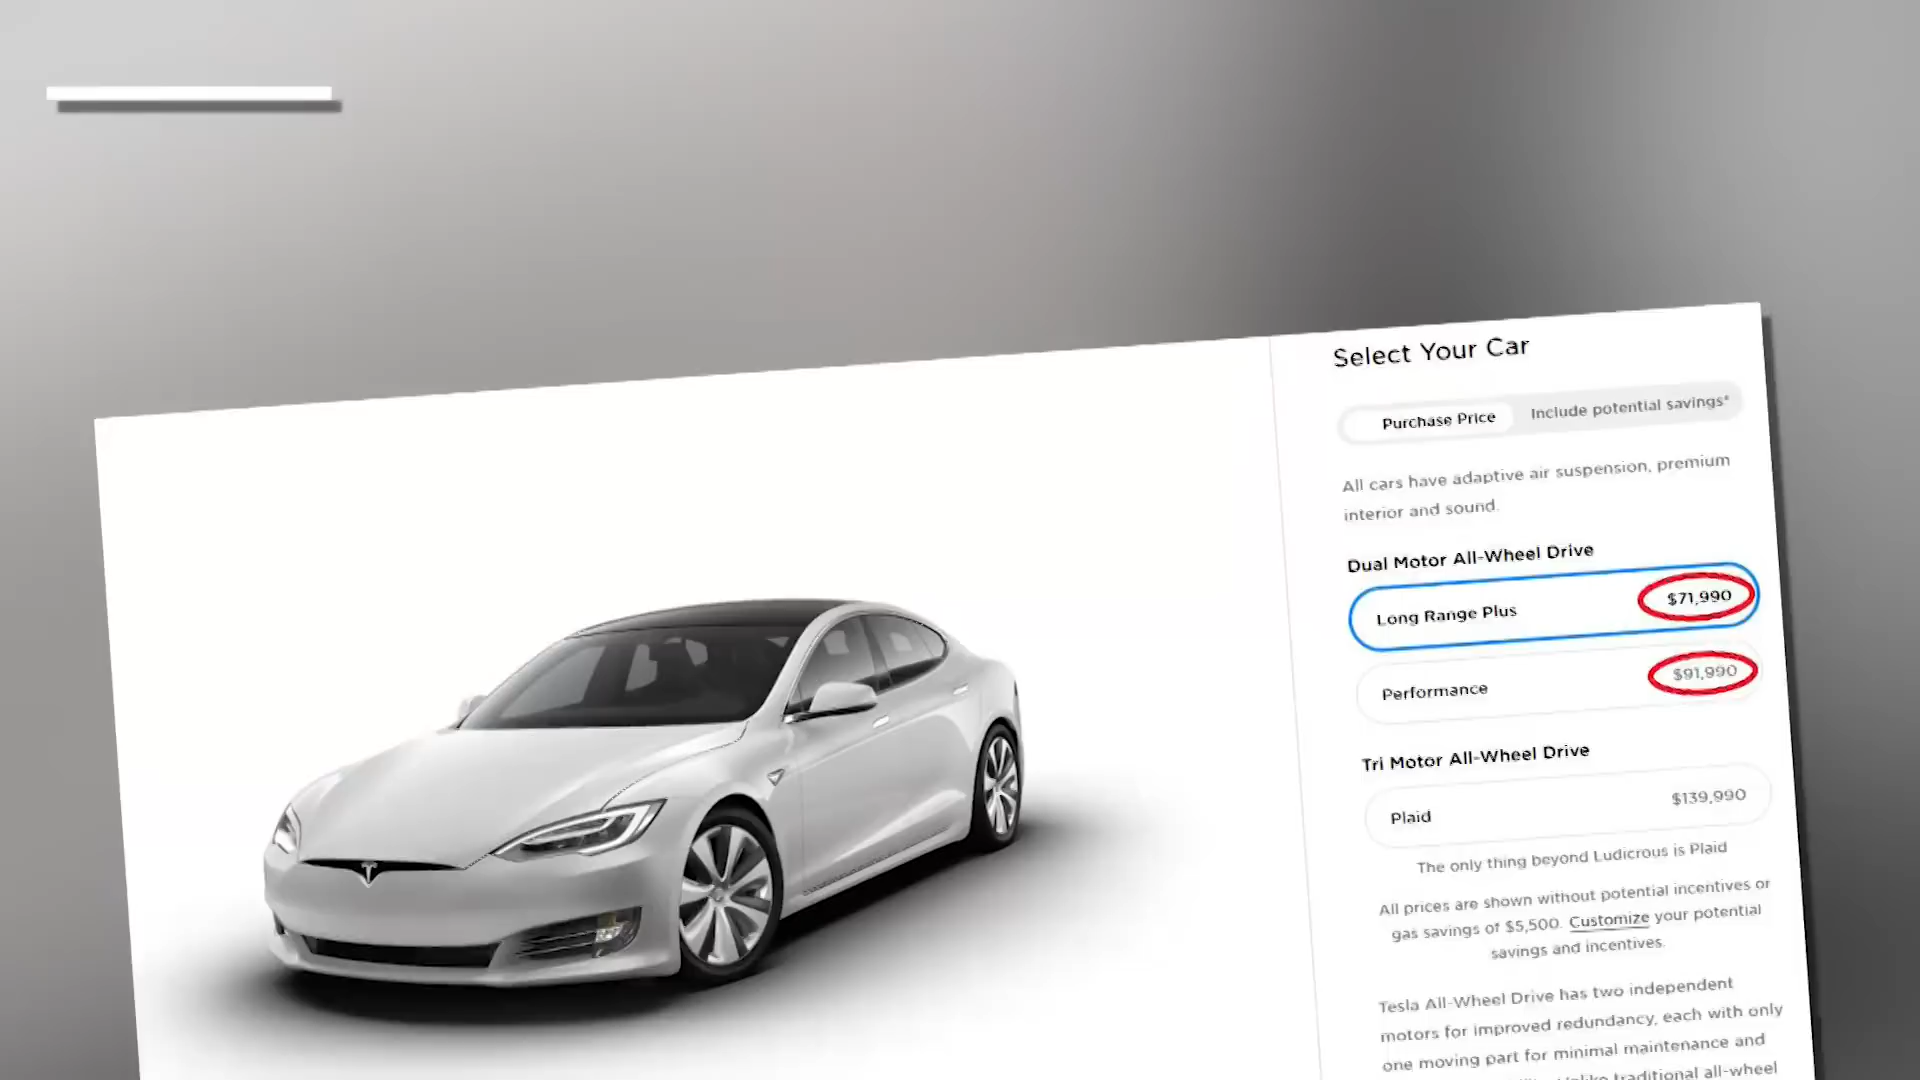 Select Your Car
Purchase Price
Include potential savings*
All cars have adaptive air suspension, premium
interior and sound.
Dual Motor All-Wheel Drive
Long Range Plus
$71,990
Performance
$91,990
Tri Motor All-Wheel Drive
Plaid
$139,990
The only thing beyond Ludicrous is Plaid
All prices are shown without potential incentives or
gas savings of $5,500. Customize your potential
savings and incentives.
Tesla All-Wheel Drive has two independent
motors for improved redundancy, each with only
one moving part for minimal maintenance and
traditional all-wheel